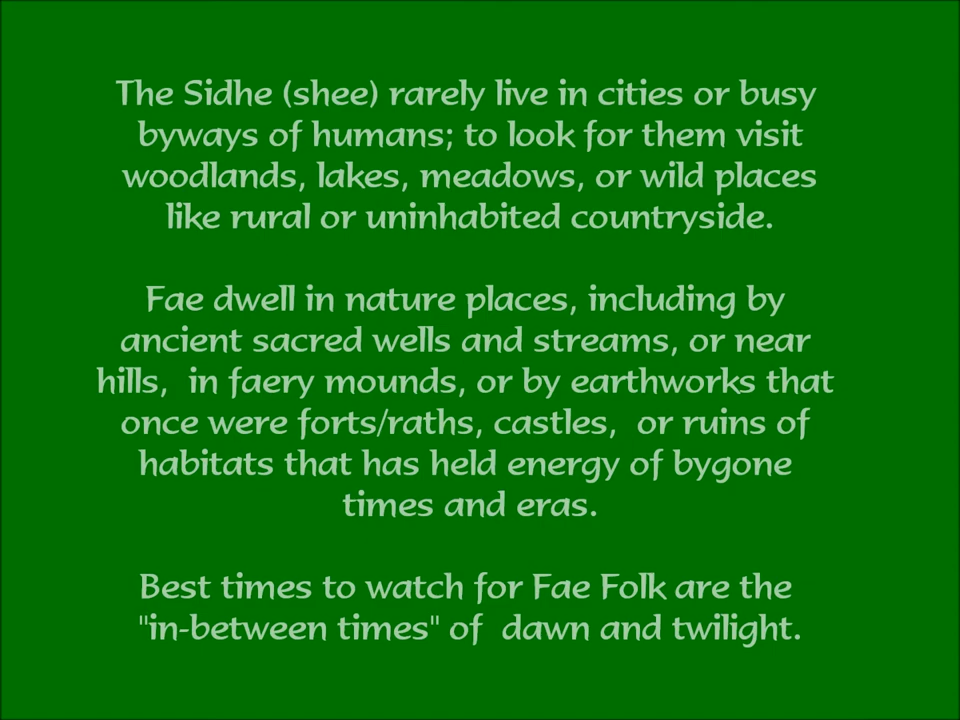 The Sidhe (shee) rarely live in cities or busy
byways of humans; to look for them visit
woodlands, lakes, meadows, or wild places
like rural or uninhabited countryside.
Fae dwell in nature places, including by
ancient sacred wells and streams, or near
hills,  in faery mounds, or by earthworks that
once were forts/raths, castles,  or ruins of
habitats that has held energy of bygone
times and eras.
Best times to watch for Fae Folk are the
"in-between times" of  dawn and twilight.